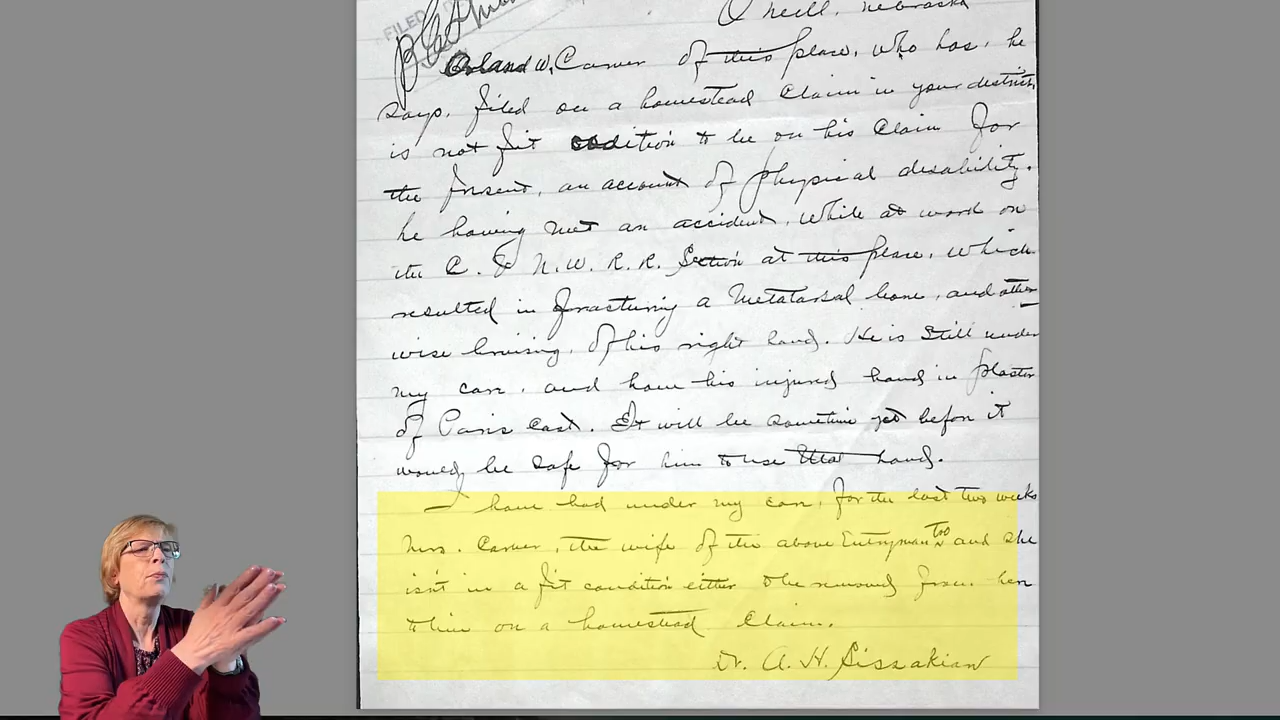 FILED
O'neill, Nebraska
Orland W. Carver of this place, who has, he
says, filed on a homestead Claim in your district,
is not fit condition to be on his Claim for
the present, on account of physical disability.
he having met an accident, while at work on
the C. & N.W. R.R. Section at this place, which
resulted in fracturing a Metatarsal bone, and other
wise bruising, of his right hand. He is still under
my care, and have his injured hand in plaster
of Paris cast. It will be sometime yet before it
would be safe for him to use that hand.
I have had under my care, for the last two weeks
Mrs. Carver, the wife of the above Entryman too and she
isn't in a fit condition either to be removed from here
to live on a homestead Claim.
Dr. A. H. Sissakian